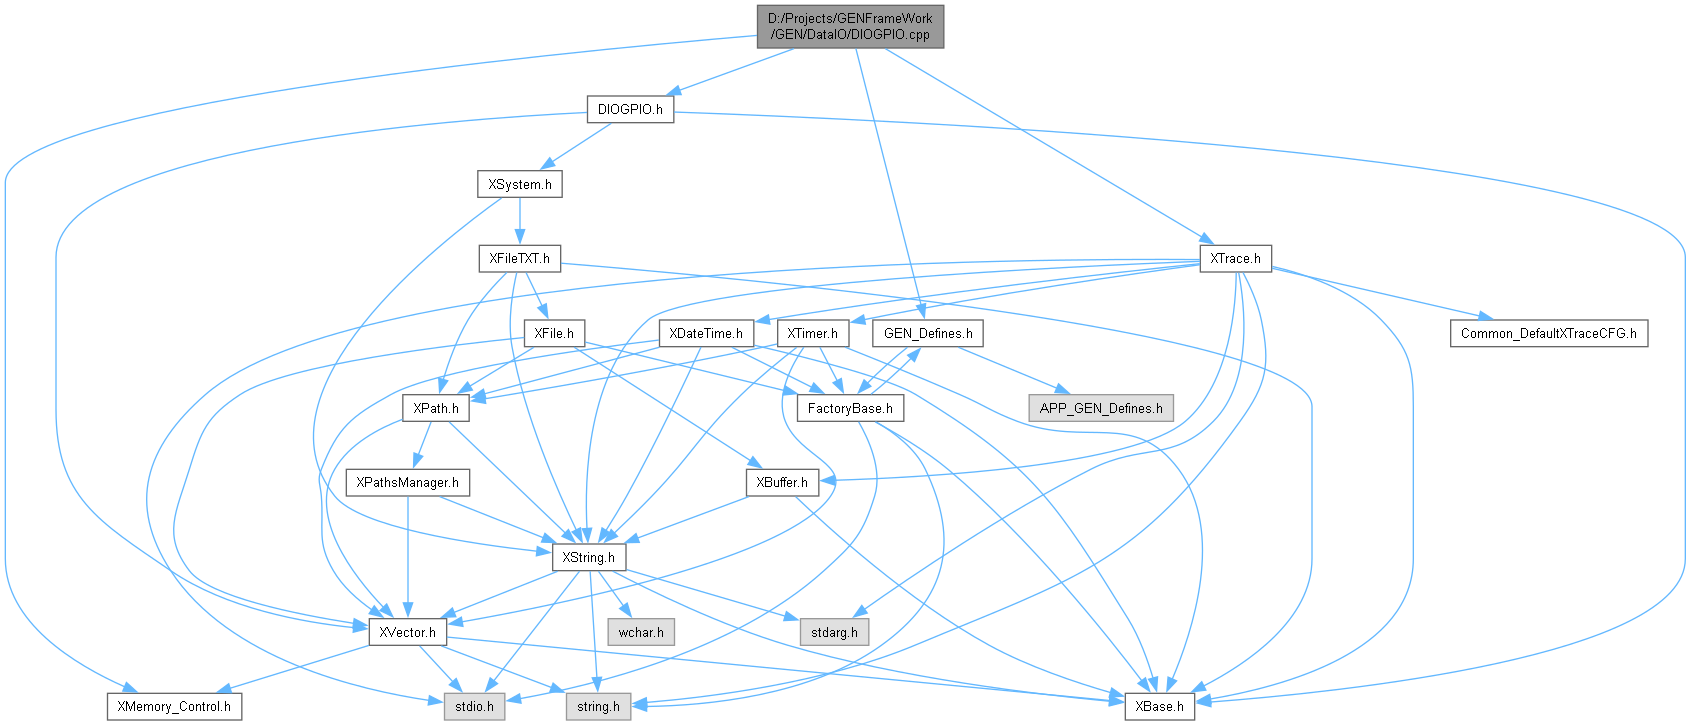 D:/Projects/GENFrameWork
/GEN/DataIO/DIOGPIO.cpp
DIOGPIO.h
XSystem.h
XFileTXT.h
XTrace.h
XFile.h
XDateTime.h
XTimer.h
GEN_Defines.h
Common_DefaultXTraceCFG.h
XPath.h
FactoryBase.h
APP_GEN_Defines.h
XPathsManager.h
XBuffer.h
XString.h
XVector.h
wchar.h
stdarg.h
XMemory_Control.h
stdio.h
string.h
XBase.h